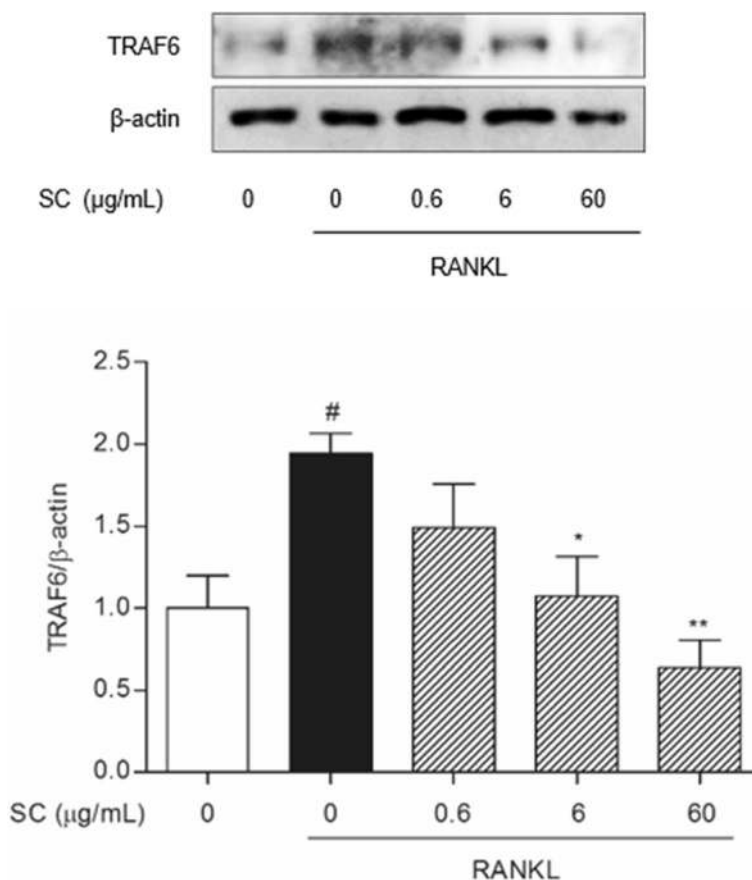 TRAF6
β-actin
SC (µg/mL) 0 0 0.6 6 60
RANKL
2.5
2.0
1.5
1.0
0.5
0.0
TRAF6/β-actin
#
*
**
SC (µg/mL) 0 0 0.6 6 60
RANKL